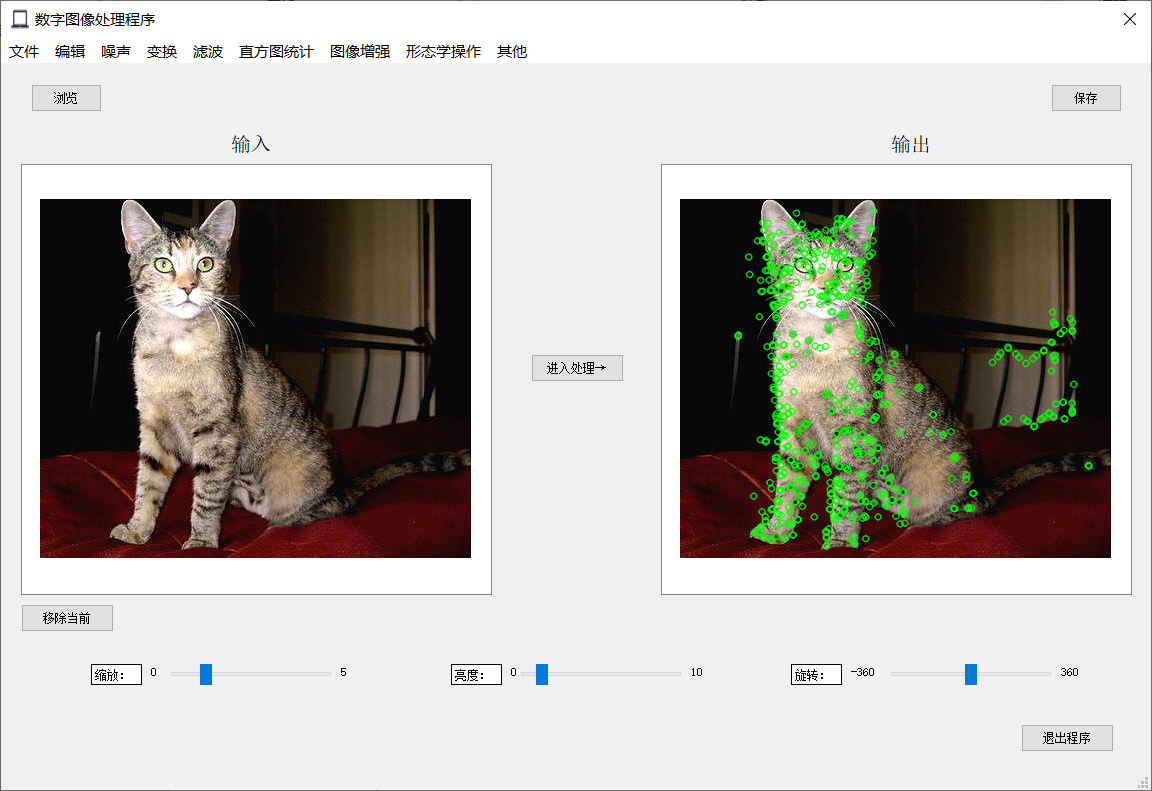 数字图像处理程序
文件 编辑 噪声 变换 滤波 直方图统计 图像增强 形态学操作 其他
浏览 保存
输入 输出
进入处理→
移除当前
缩放: 0 5 亮度: 0 10 旋转: -360 360
退出程序